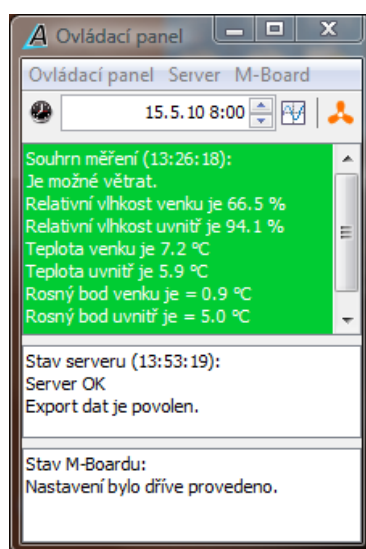 Ovládací panel
Ovládací panel Server M-Board
15.5.10 8:00
Souhrn měření (13:26:18):
Je možné větrat.
Relativní vlhkost venku je 66.5 %
Relativní vlhkost uvnitř je 94.1 %
Teplota venku je 7.2 °C
Teplota uvnitř je 5.9 °C
Rosný bod venku je = 0.9 °C
Rosný bod uvnitř je = 5.0 °C
Stav serveru (13:53:19):
Server OK
Export dat je povolen.
Stav M-Boardu:
Nastavení bylo dříve provedeno.